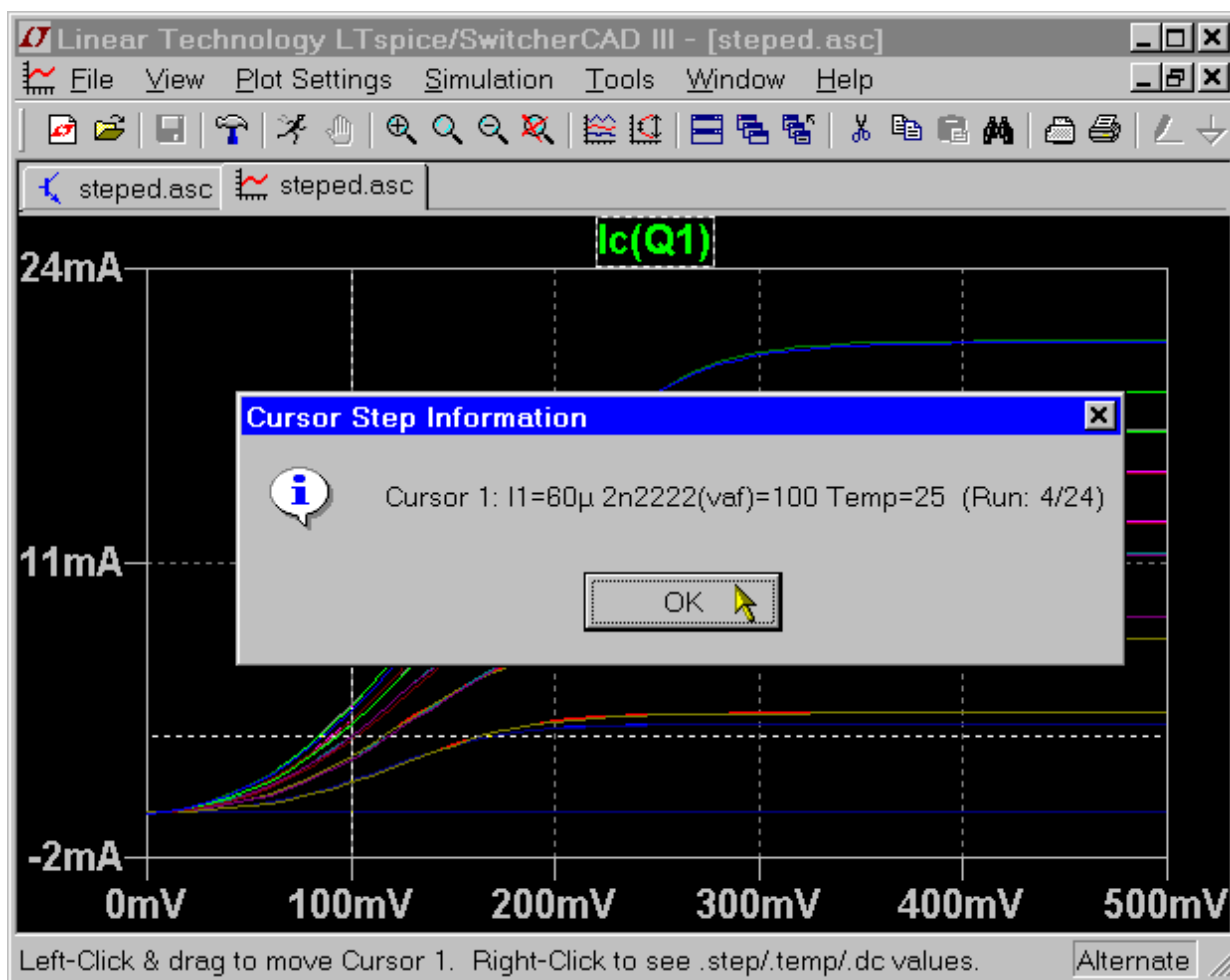 Linear Technology LTspice/SwitcherCAD III - [steped.asc]
File View Plot Settings Simulation Tools Window Help
steped.asc steped.asc
Ic(Q1)
24mA
Cursor Step Information
Cursor 1: I1=60µ 2n2222(vaf)=100 Temp=25 (Run: 4/24)
11mA
OK
-2mA
0mV 100mV 200mV 300mV 400mV 500mV
Left-Click & drag to move Cursor 1. Right-Click to see .step/.temp/.dc values. Alternate